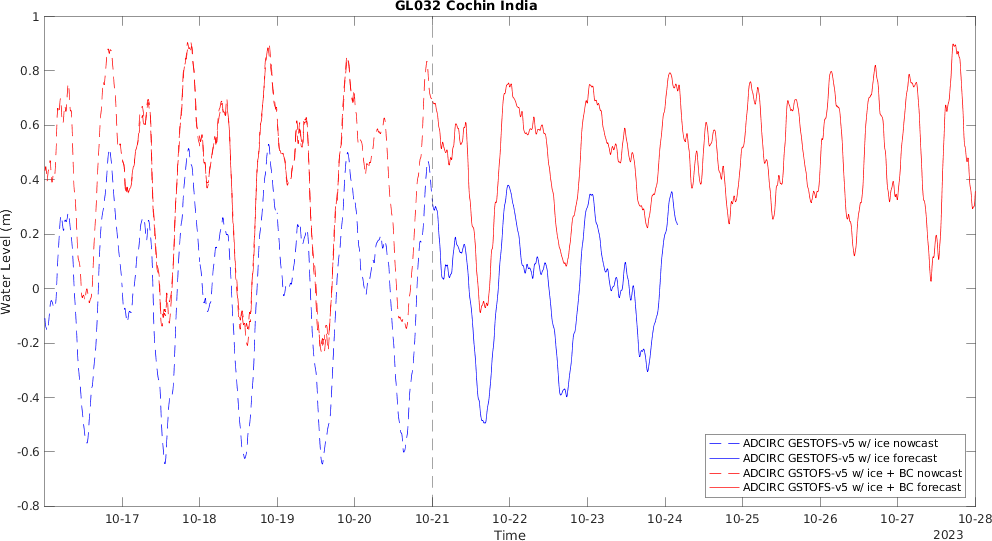 GL032 Cochin India
1
0.8
0.6
0.4
0.2
0
-0.2
-0.4
-0.6
-0.8
Water Level (m)
10-17 10-18 10-19 10-20 10-21 10-22 10-23 10-24 10-25 10-26 10-27 10-28
Time
2023
ADCIRC GESTOFS-v5 w/ ice nowcast
ADCIRC GESTOFS-v5 w/ ice forecast
ADCIRC GSTOFS-v5 w/ ice + BC nowcast
ADCIRC GSTOFS-v5 w/ ice + BC forecast